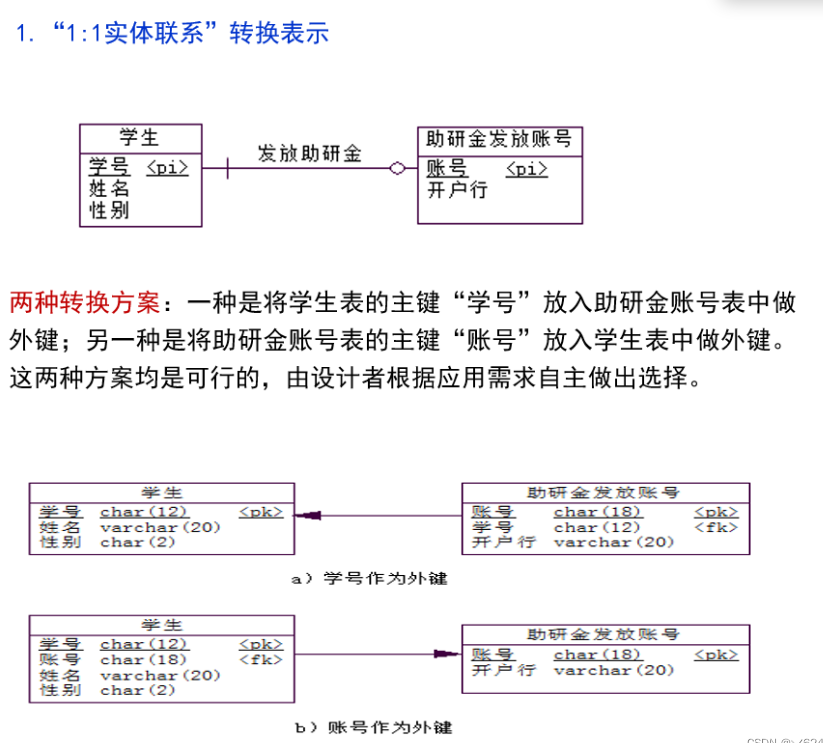 1. “1:1实体联系”转换表示
学生
学号 <pi>
姓名
性别
发放助研金
助研金发放账号
账号 <pi>
开户行
两种转换方案：一种是将学生表的主键“学号”放入助研金账号表中做
外键；另一种是将助研金账号表的主键“账号”放入学生表中做外键。
这两种方案均是可行的，由设计者根据应用需求自主做出选择。
学生
学号 char(12) <pk>
姓名 varchar(20)
性别 char(2)
助研金发放账号
账号 char(18) <pk>
学号 char(12) <fk>
开户行 varchar(20)
a）学号作为外键
学生
学号 char(12) <pk>
账号 char(18) <fk>
姓名 varchar(20)
性别 char(2)
助研金发放账号
账号 char(18) <pk>
开户行 varchar(20)
b）账号作为外键